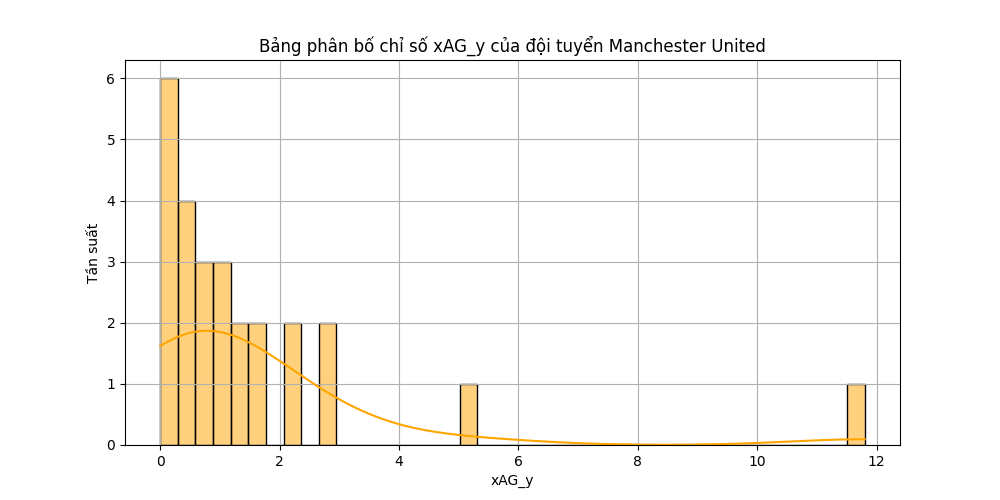 Bảng phân bố chỉ số xAG_y của đội tuyển Manchester United
Tần suất
6
5
4
3
2
1
0
0 2 4 6 8 10 12
xAG_y